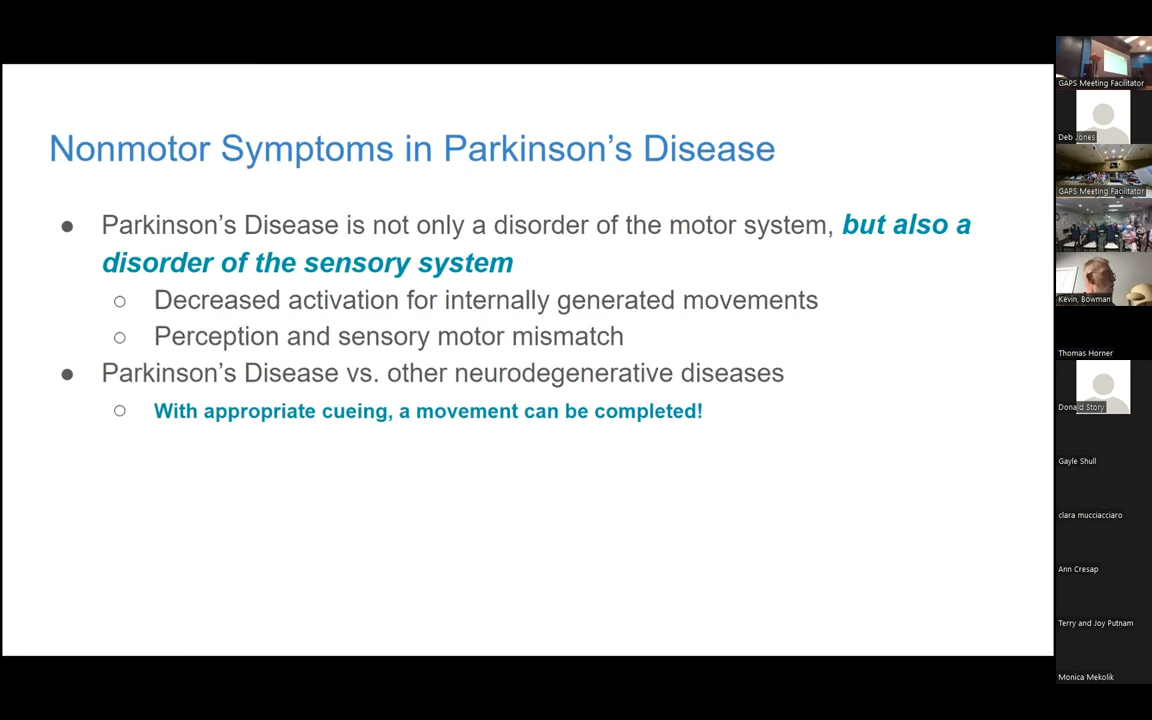 Nonmotor Symptoms in Parkinson's Disease
● Parkinson's Disease is not only a disorder of the motor system, but also a
disorder of the sensory system
○ Decreased activation for internally generated movements
○ Perception and sensory motor mismatch
● Parkinson's Disease vs. other neurodegenerative diseases
○ With appropriate cueing, a movement can be completed!
GAPS Meeting Facilitator
Deb Jones
GAPS Meeting Facilitator
Kevin, Bowman
Thomas Horner
Donald Story
Gayle Shull
clara mucciacciaro
Ann Cresap
Terry and Joy Putnam
Monica Mekolik